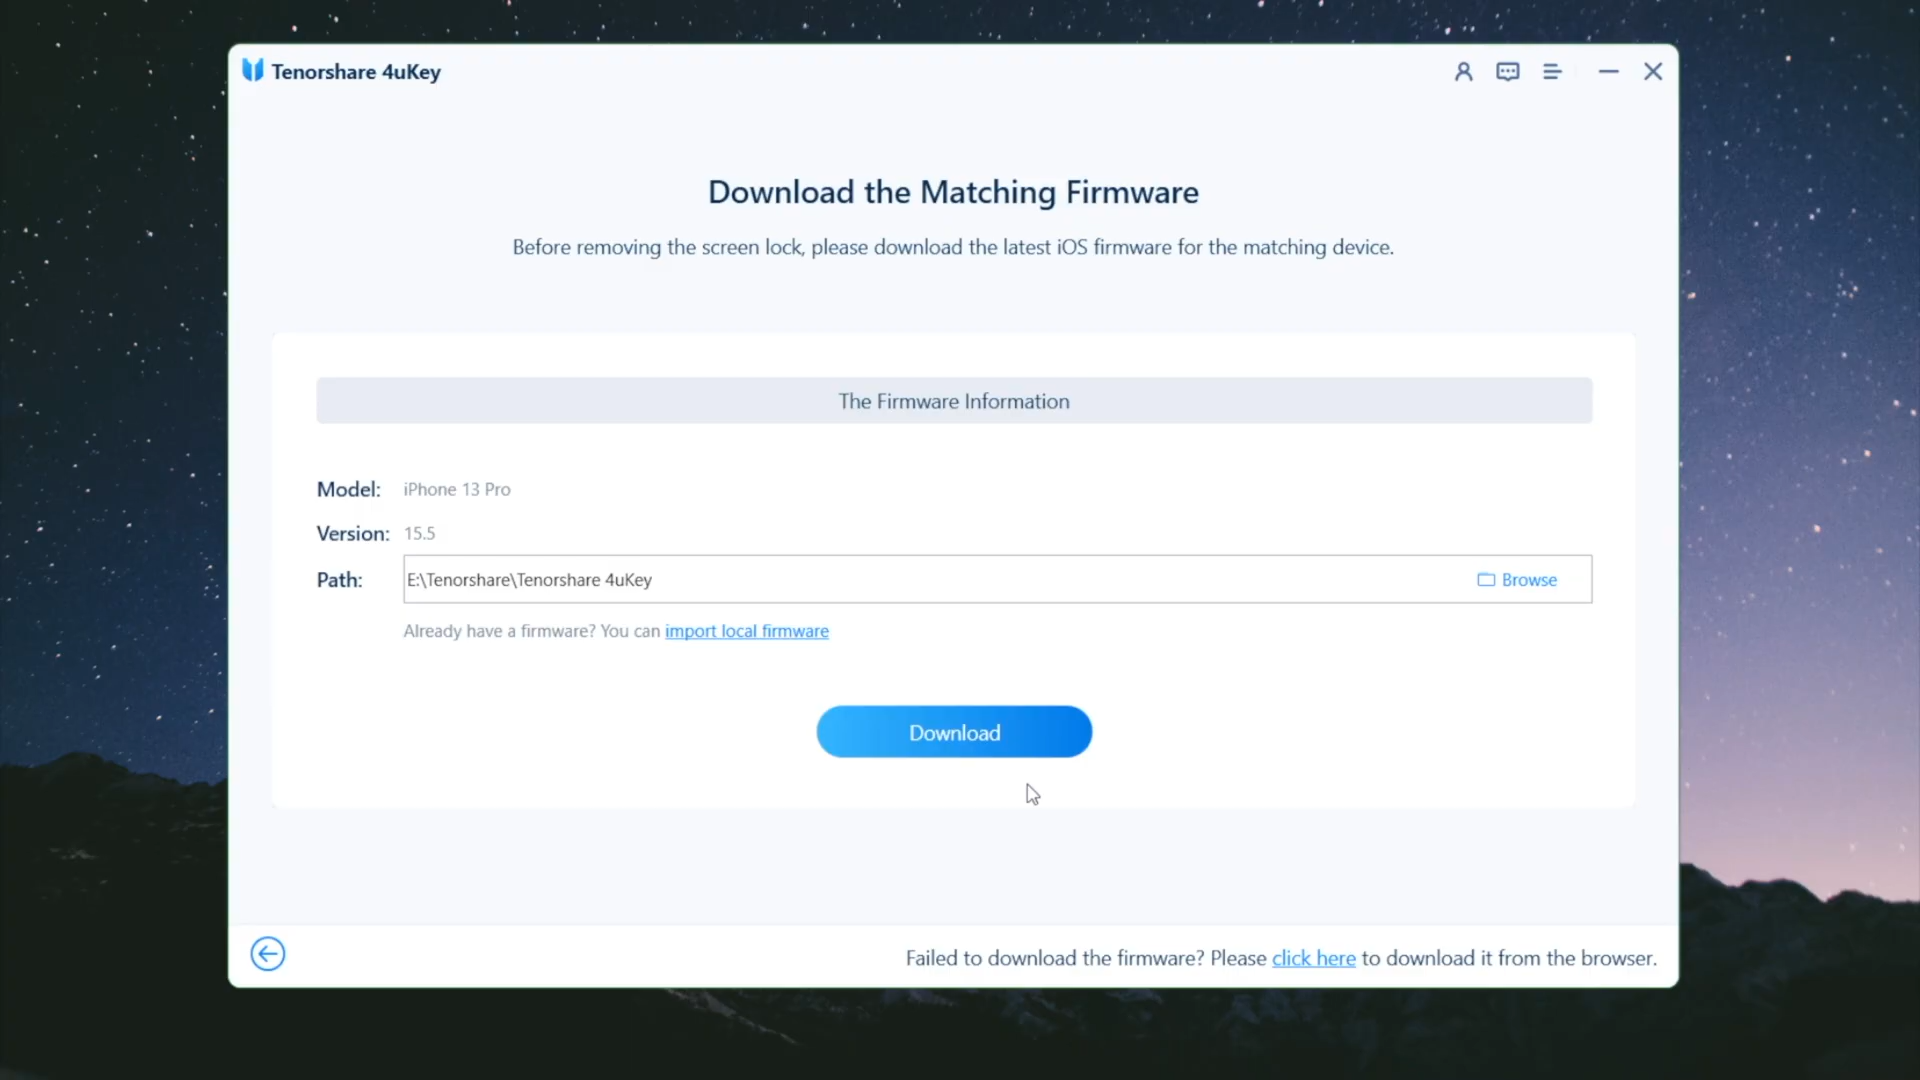 Tenorshare 4uKey
Download the Matching Firmware
Before removing the screen lock, please download the latest iOS firmware for the matching device.
The Firmware Information
Model: iPhone 13 Pro
Version: 15.5
Path: E:\Tenorshare\Tenorshare 4uKey Browse
Already have a firmware? You can import local firmware
Download
Failed to download the firmware? Please click here to download it from the browser.